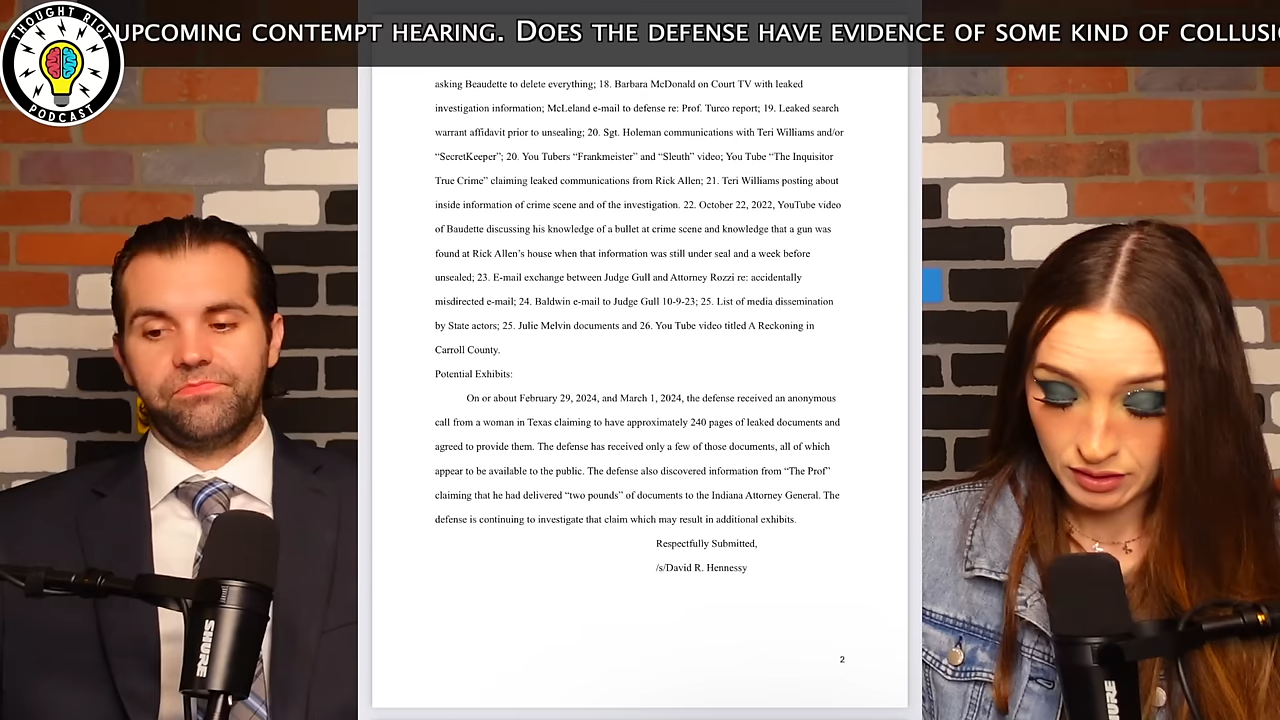 THOUGHT RIOT
PODCAST
UPCOMING CONTEMPT HEARING. DOES THE DEFENSE HAVE EVIDENCE OF SOME KIND OF
asking Beaudette to delete everything; 18. Barbara McDonald on Court TV with leaked
investigation information; McLeland e-mail to defense re: Prof. Turco report; 19. Leaked search
warrant affidavit prior to unsealing; 20. Sgt. Holeman communications with Teri Williams and/or
“SecretKeeper”; 20. You Tubers “Frankmeister” and “Sleuth” video; You Tube “The Inquisitor
True Crime” claiming leaked communications from Rick Allen; 21. Teri Williams posting about
inside information of crime scene and of the investigation. 22. October 22, 2022, YouTube video
of Baudette discussing his knowledge of a bullet at crime scene and knowledge that a gun was
found at Rick Allen’s house when that information was still under seal and a week before
unsealed; 23. E-mail exchange between Judge Gull and Attorney Rozzi re: accidentally
misdirected e-mail; 24. Baldwin e-mail to Judge Gull 10-9-23; 25. List of media dissemination
by State actors; 25. Julie Melvin documents and 26. You Tube video titled A Reckoning in
Carroll County.
Potential Exhibits:
On or about February 29, 2024, and March 1, 2024, the defense received an anonymous
call from a woman in Texas claiming to have approximately 240 pages of leaked documents and
agreed to provide them. The defense has received only a few of those documents, all of which
appear to be available to the public. The defense also discovered information from “The Prof”
claiming that he had delivered “two pounds” of documents to the Indiana Attorney General. The
defense is continuing to investigate that claim which may result in additional exhibits.
Respectfully Submitted,
/s/David R. Hennessy
2
SHURE